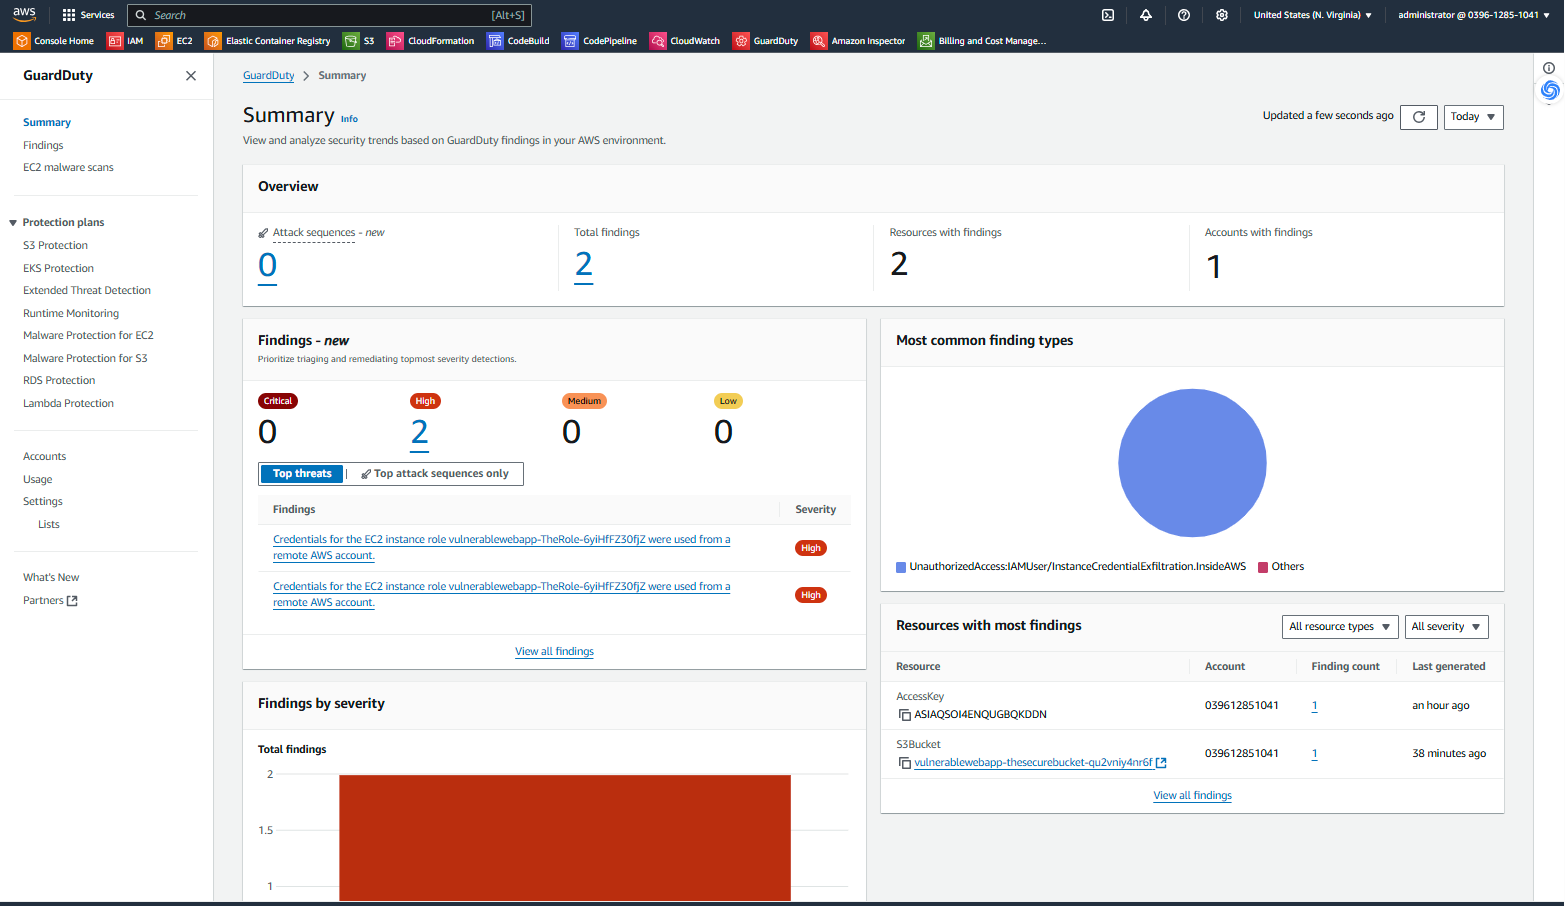 aws
Services
Search
[Alt+S]
United States (N. Virginia)
administrator @ 0396-1285-1041
Console Home
IAM
EC2
Elastic Container Registry
S3
CloudFormation
CodeBuild
CodePipeline
CloudWatch
GuardDuty
Amazon Inspector
Billing and Cost Manage...
GuardDuty
Summary
Findings
EC2 malware scans
Protection plans
S3 Protection
EKS Protection
Extended Threat Detection
Runtime Monitoring
Malware Protection for EC2
Malware Protection for S3
RDS Protection
Lambda Protection
Accounts
Usage
Settings
Lists
What's New
Partners
GuardDuty
Summary
Summary Info
View and analyze security trends based on GuardDuty findings in your AWS environment.
Updated a few seconds ago
Today
Overview
Attack sequences - new
0
Total findings
2
Resources with findings
2
Accounts with findings
1
Findings - new
Prioritize triaging and remediating topmost severity detections.
Critical
0
High
2
Medium
0
Low
0
Top threats
Top attack sequences only
Findings
Severity
Credentials for the EC2 instance role vulnerablewebapp-TheRole-6yiHfFZ30fjZ were used from a
remote AWS account.
High
Credentials for the EC2 instance role vulnerablewebapp-TheRole-6yiHfFZ30fjZ were used from a
remote AWS account.
High
View all findings
Findings by severity
Total findings
2
1.5
1
Most common finding types
UnauthorizedAccess:IAMUser/InstanceCredentialExfiltration.InsideAWS
Others
Resources with most findings
All resource types
All severity
Resource
Account
Finding count
Last generated
AccessKey
ASIAQSOI4ENQUGBQKDDN
039612851041
1
an hour ago
S3Bucket
vulnerablewebapp-thesecurebucket-qu2vniy4nr6f
039612851041
1
38 minutes ago
View all findings